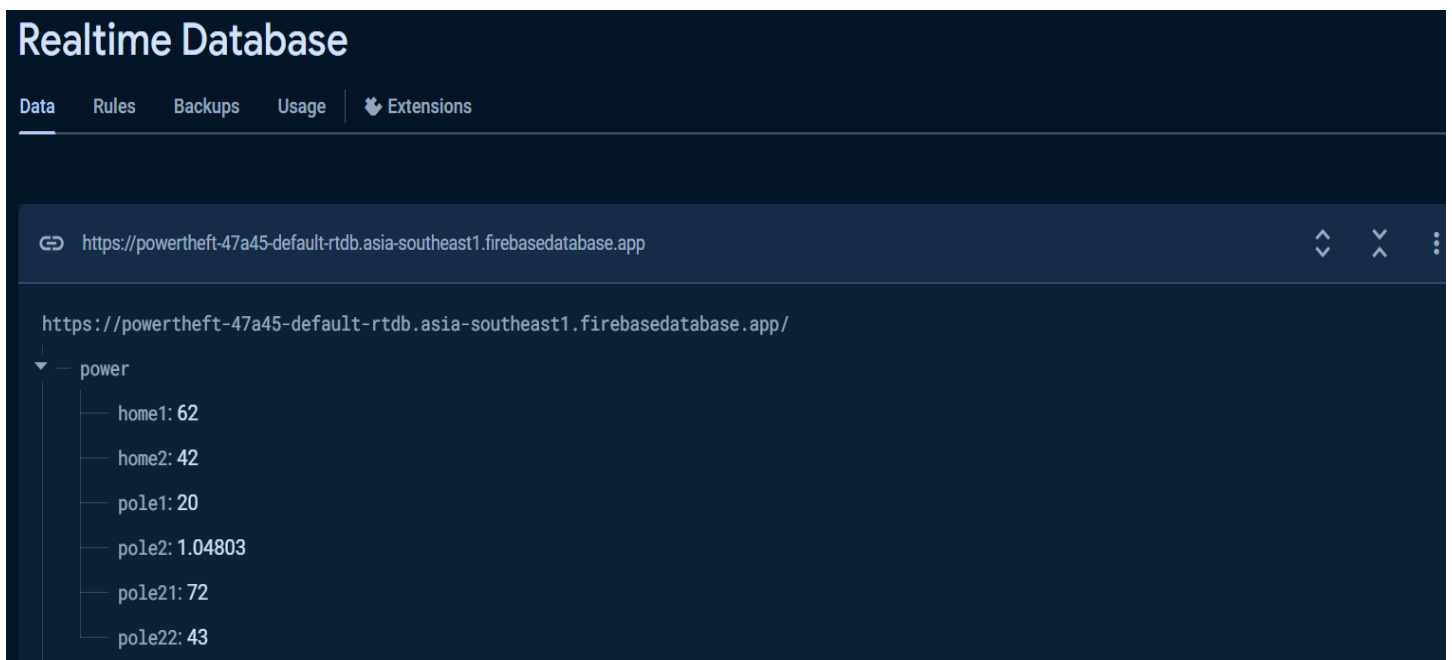 Realtime Database
Data Rules Backups Usage Extensions
https://powertheft-47a45-default-rtdb.asia-southeast1.firebasedatabase.app
https://powertheft-47a45-default-rtdb.asia-southeast1.firebasedatabase.app/
power
home1: 62
home2: 42
pole1: 20
pole2: 1.04803
pole21: 72
pole22: 43